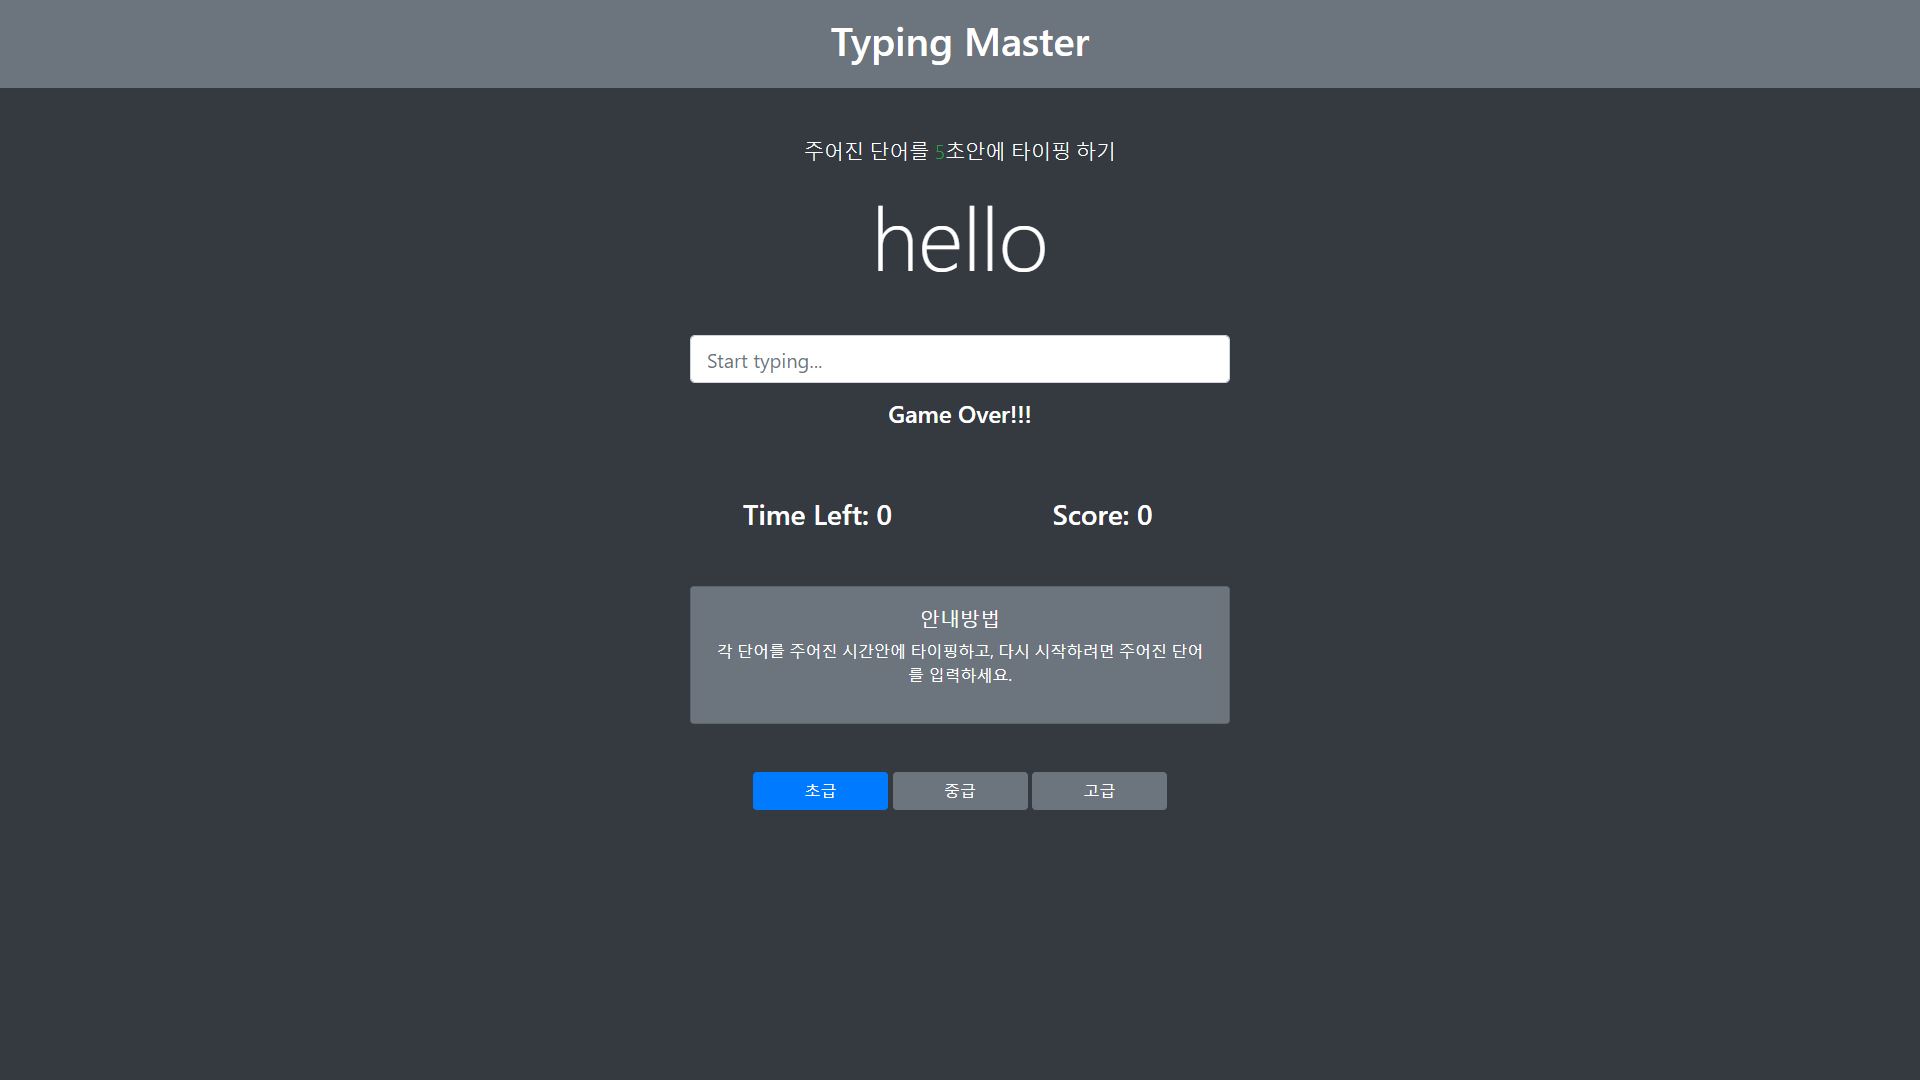 Typing Master
주어진 단어를 5초안에 타이핑 하기
hello
Start typing...
Game Over!!!
Time Left: 0 Score: 0
안내방법
각 단어를 주어진 시간안에 타이핑하고, 다시 시작하려면 주어진 단어
를 입력하세요.
초급 중급 고급